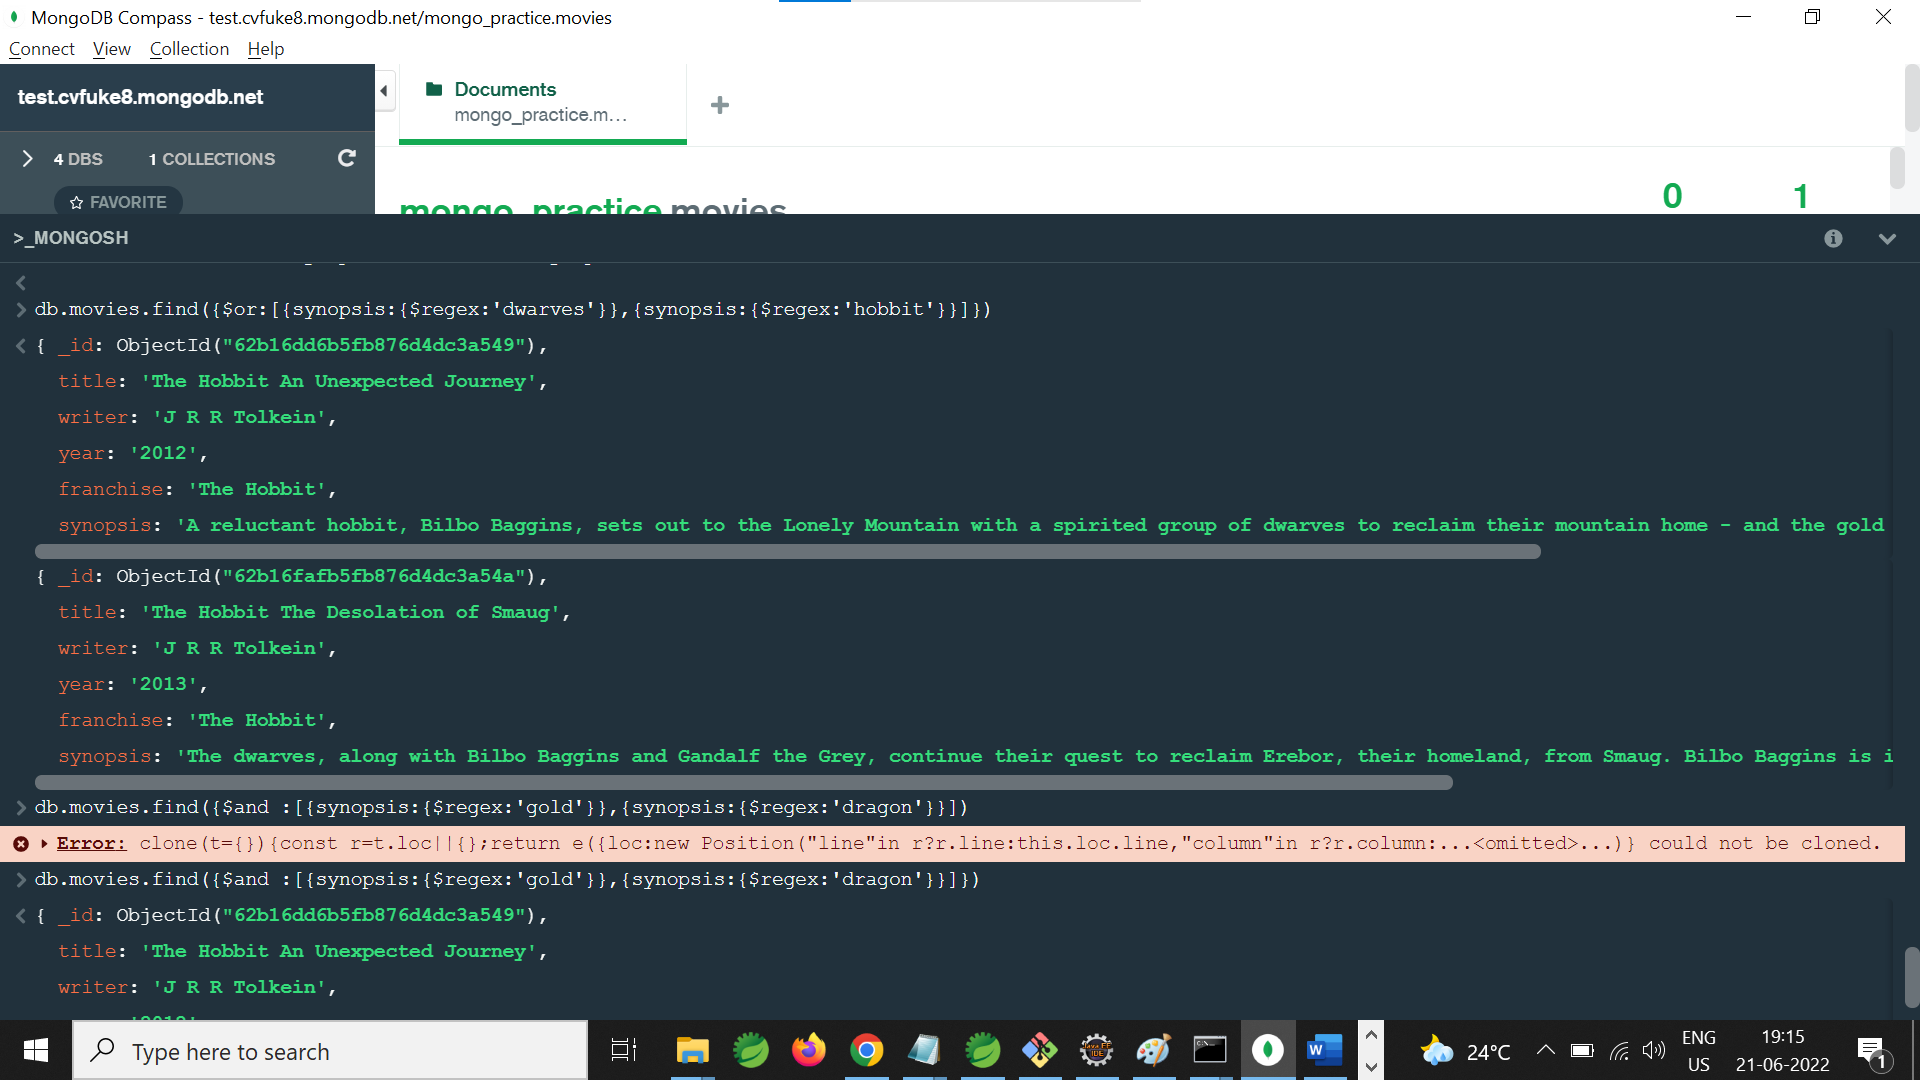 MongoDB Compass - test.cvfuke8.mongodb.net/mongo_practice.movies
Connect View Collection Help
test.cvfuke8.mongodb.net
Documents
mongo_practice.m...
4 DBS 1 COLLECTIONS
FAVORITE
mongo_practice.movies
0 1
>_MONGOSH
db.movies.find({$or:[{synopsis:{$regex:'dwarves'}},{synopsis:{$regex:'hobbit'}}]})
{ _id: ObjectId("62b16dd6b5fb876d4dc3a549"),
title: 'The Hobbit An Unexpected Journey',
writer: 'J R R Tolkein',
year: '2012',
franchise: 'The Hobbit',
synopsis: 'A reluctant hobbit, Bilbo Baggins, sets out to the Lonely Mountain with a spirited group of dwarves to reclaim their mountain home - and the gold
{ _id: ObjectId("62b16fafb5fb876d4dc3a54a"),
title: 'The Hobbit The Desolation of Smaug',
writer: 'J R R Tolkein',
year: '2013',
franchise: 'The Hobbit',
synopsis: 'The dwarves, along with Bilbo Baggins and Gandalf the Grey, continue their quest to reclaim Erebor, their homeland, from Smaug. Bilbo Baggins is i
db.movies.find({$and :[{synopsis:{$regex:'gold'}},{synopsis:{$regex:'dragon'}}])
Error: clone(t={}){const r=t.loc||{};return e({loc:new Position("line"in r?r.line:this.loc.line,"column"in r?r.column:...<omitted>...)} could not be cloned.
db.movies.find({$and :[{synopsis:{$regex:'gold'}},{synopsis:{$regex:'dragon'}}]})
{ _id: ObjectId("62b16dd6b5fb876d4dc3a549"),
title: 'The Hobbit An Unexpected Journey',
writer: 'J R R Tolkein',
Type here to search
24°C
ENG
US
19:15
21-06-2022
1